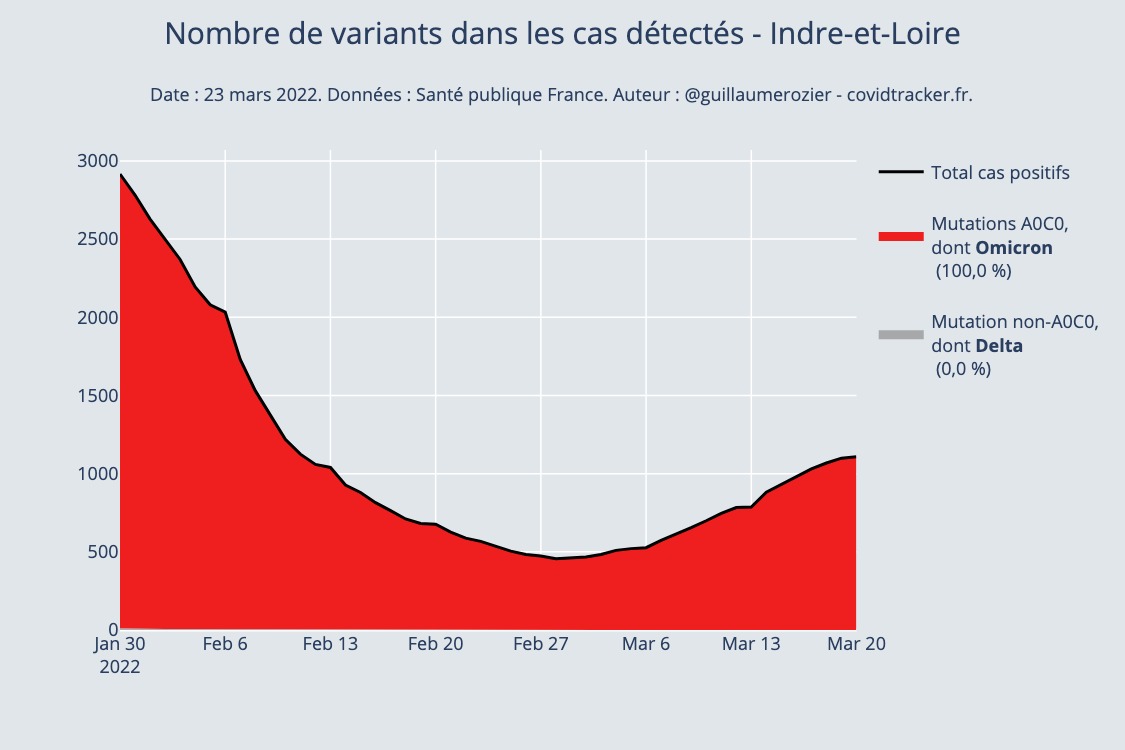 Nombre de variants dans les cas détectés - Indre-et-Loire
Date : 23 mars 2022. Données : Santé publique France. Auteur : @guillaumerozier - covidtracker.fr.
3000
2500
2000
1500
1000
500
0
Jan 30
2022
Feb 6
Feb 13
Feb 20
Feb 27
Mar 6
Mar 13
Mar 20
Total cas positifs
Mutations A0C0,
dont Omicron
(100,0 %)
Mutation non-A0C0,
dont Delta
(0,0 %)